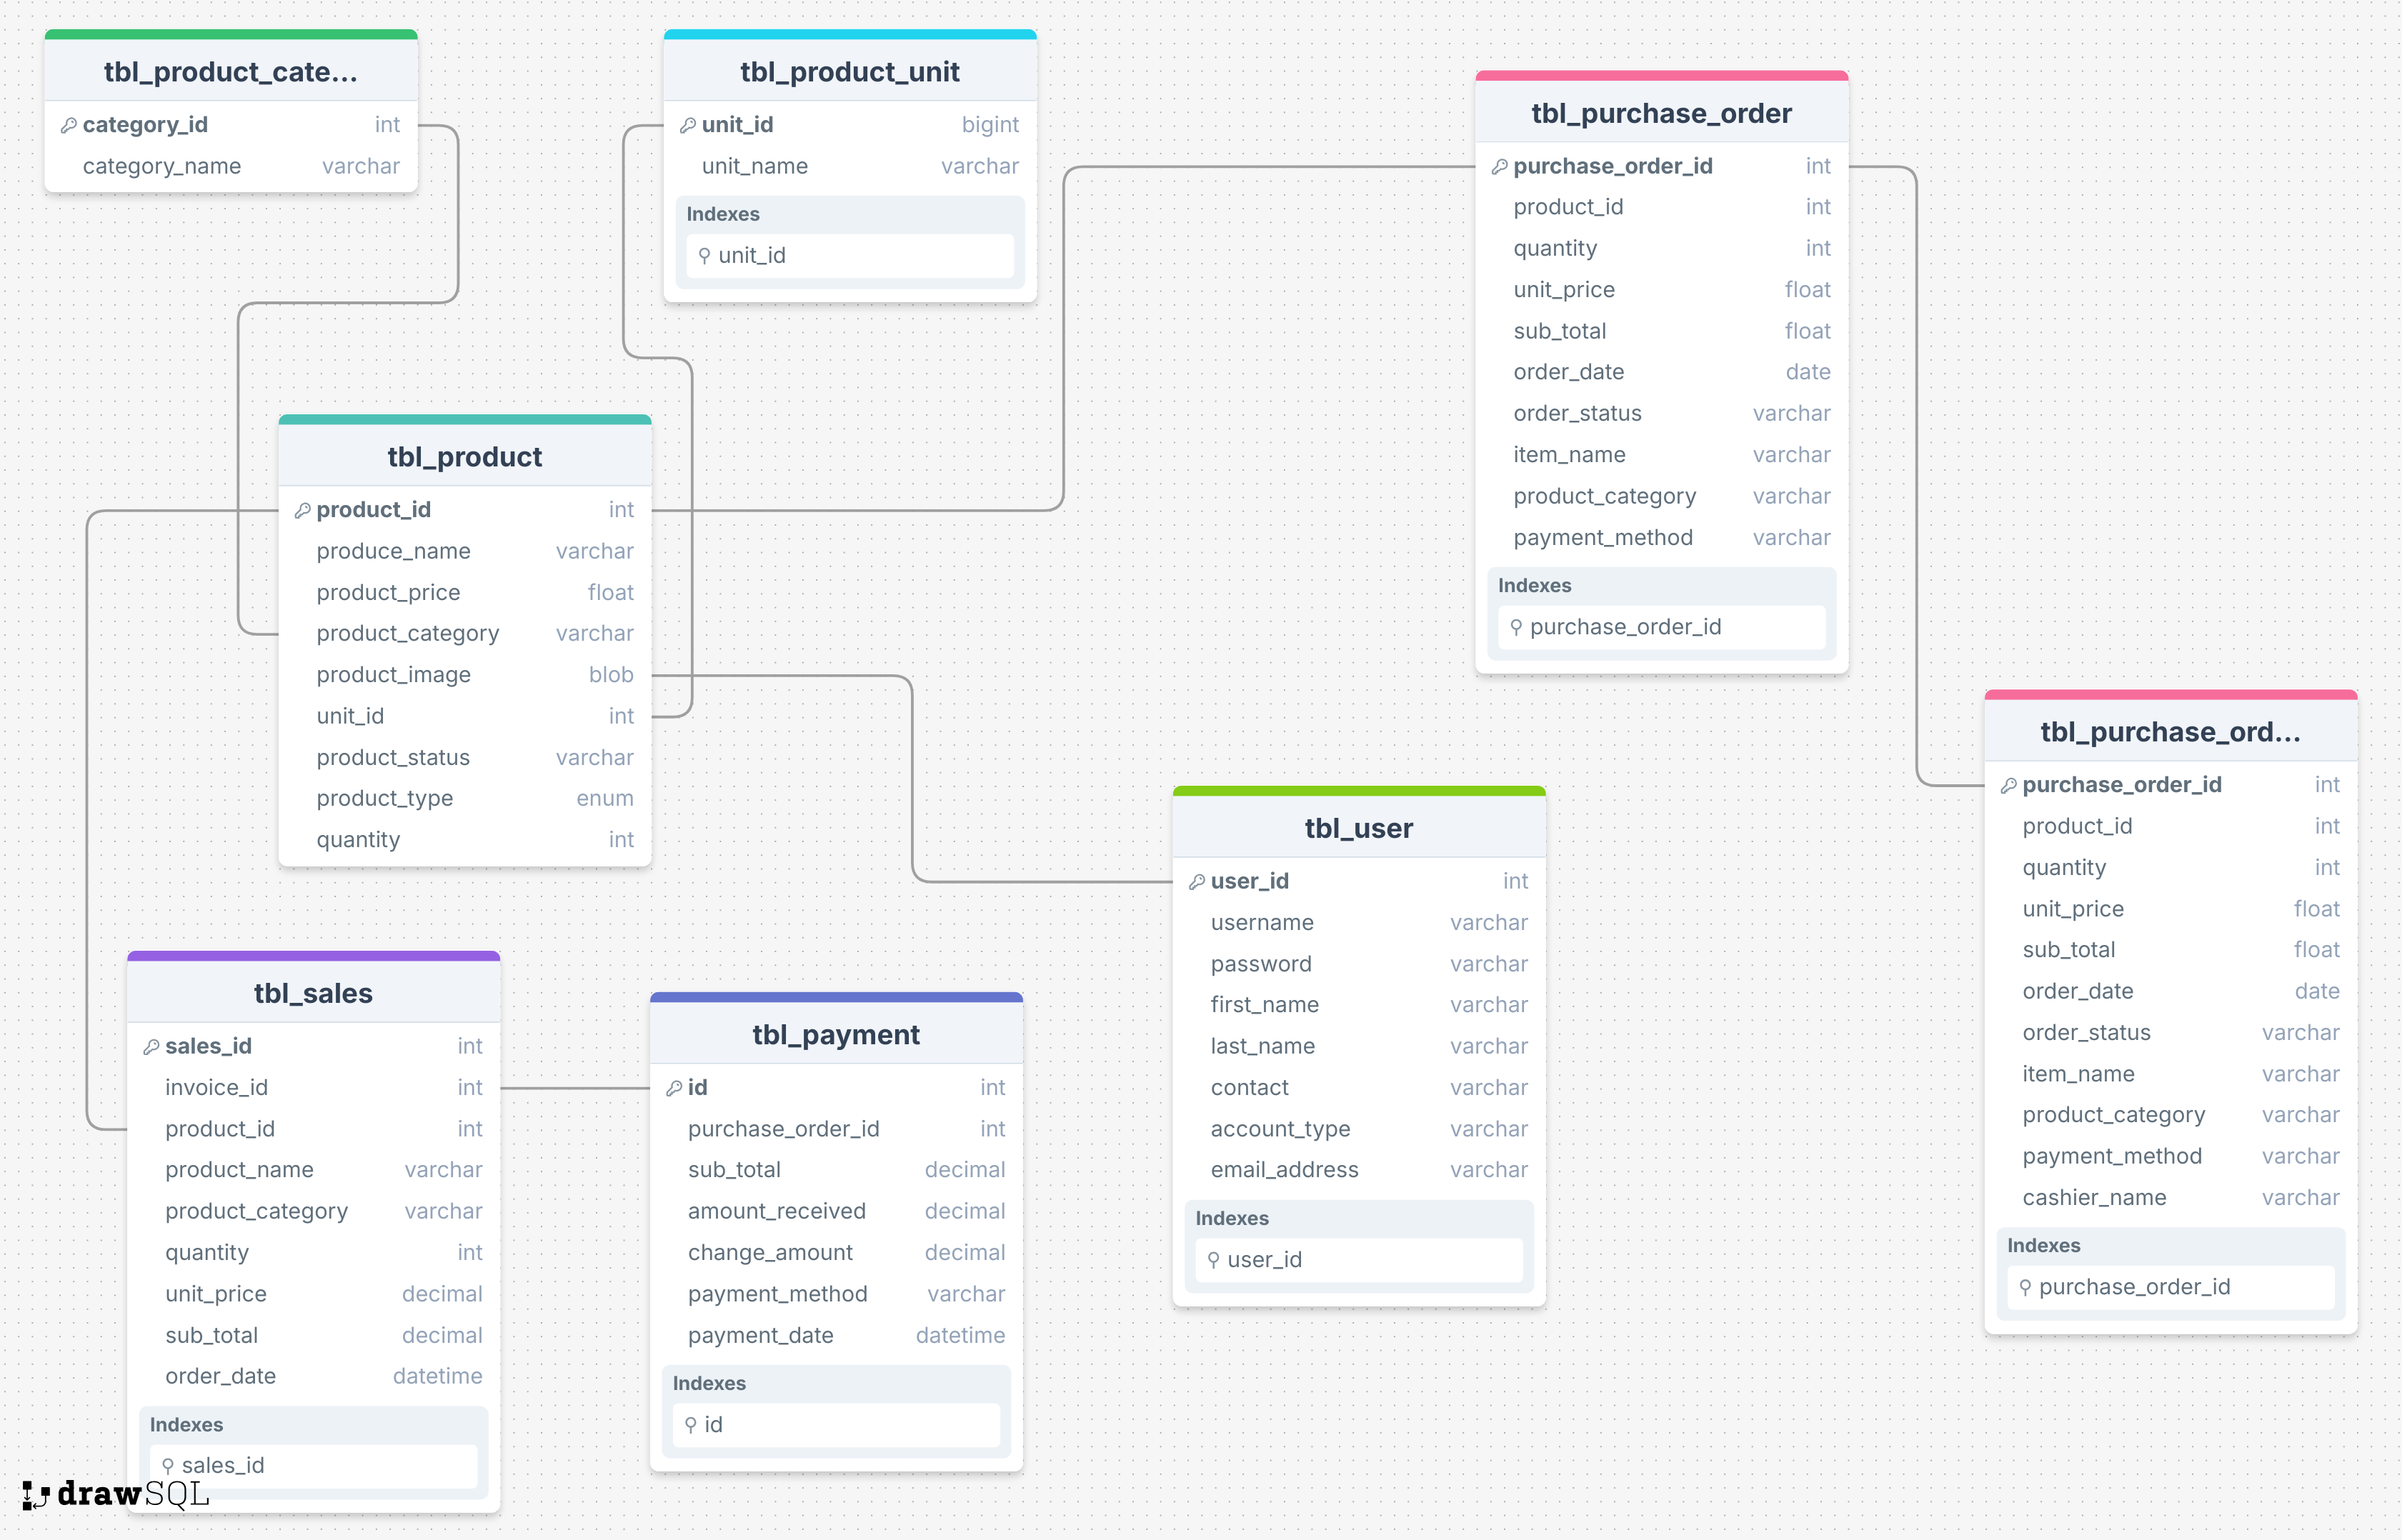 tbl_product_cate...
category_id int
category_name varchar
tbl_product_unit
unit_id bigint
unit_name varchar
Indexes
unit_id
tbl_purchase_order
purchase_order_id int
product_id int
quantity int
unit_price float
sub_total float
order_date date
order_status varchar
item_name varchar
product_category varchar
payment_method varchar
Indexes
purchase_order_id
tbl_product
product_id int
produce_name varchar
product_price float
product_category varchar
product_image blob
unit_id int
product_status varchar
product_type enum
quantity int
tbl_purchase_ord...
purchase_order_id int
product_id int
quantity int
unit_price float
sub_total float
order_date date
order_status varchar
item_name varchar
product_category varchar
payment_method varchar
cashier_name varchar
Indexes
purchase_order_id
tbl_user
user_id int
username varchar
password varchar
first_name varchar
last_name varchar
contact varchar
account_type varchar
email_address varchar
Indexes
user_id
tbl_sales
sales_id int
invoice_id int
product_id int
product_name varchar
product_category varchar
quantity int
unit_price decimal
sub_total decimal
order_date datetime
Indexes
sales_id
tbl_payment
id int
purchase_order_id int
sub_total decimal
amount_received decimal
change_amount decimal
payment_method varchar
payment_date datetime
Indexes
id
drawSQL